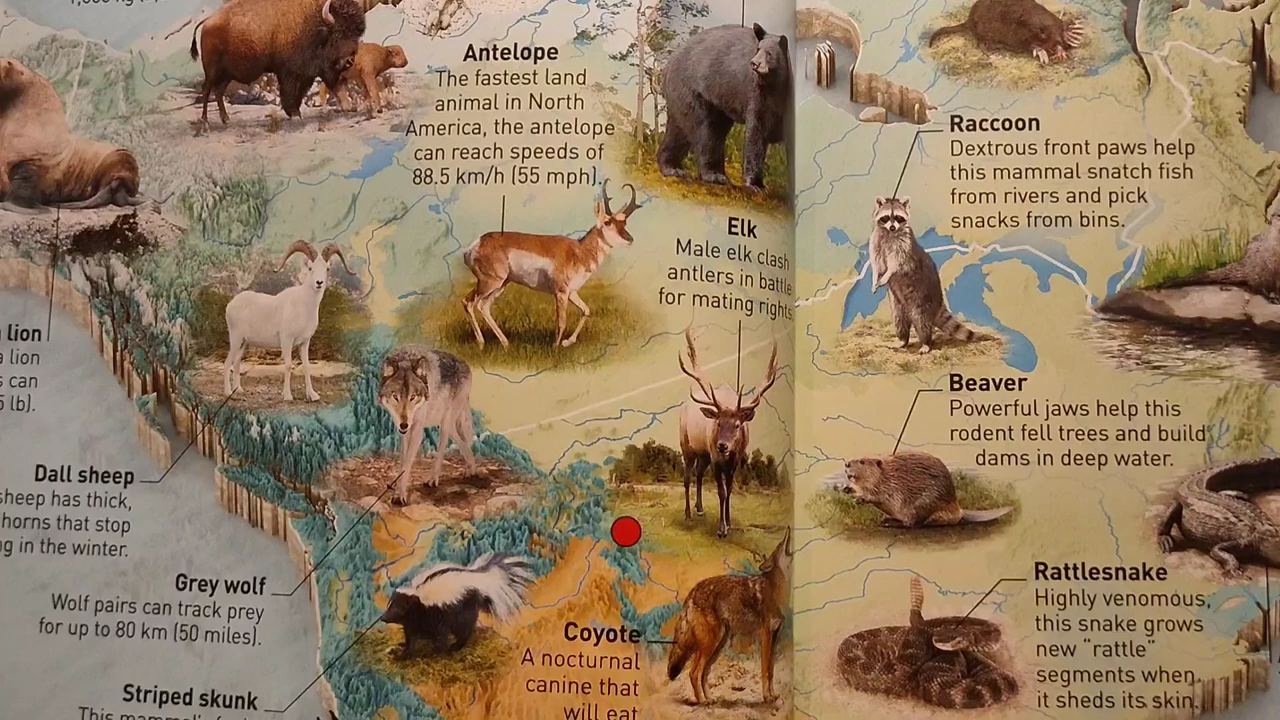 Antelope
The fastest land
animal in North
America, the antelope
can reach speeds of
88.5 km/h (55 mph).
Elk
Male elk clash
antlers in battle
for mating rights
Raccoon
Dextrous front paws help
this mammal snatch fish
from rivers and pick
snacks from bins.
lion
lion
can
lb).
Dall sheep
sheep has thick,
horns that stop
in the winter.
Grey wolf
Wolf pairs can track prey
for up to 80 km (50 miles).
Striped skunk
Coyote
A nocturnal
canine that
will eat
Beaver
Powerful jaws help this
rodent fell trees and build
dams in deep water.
Rattlesnake
Highly venomous,
this snake grows
new "rattle"
segments when
it sheds its skin.